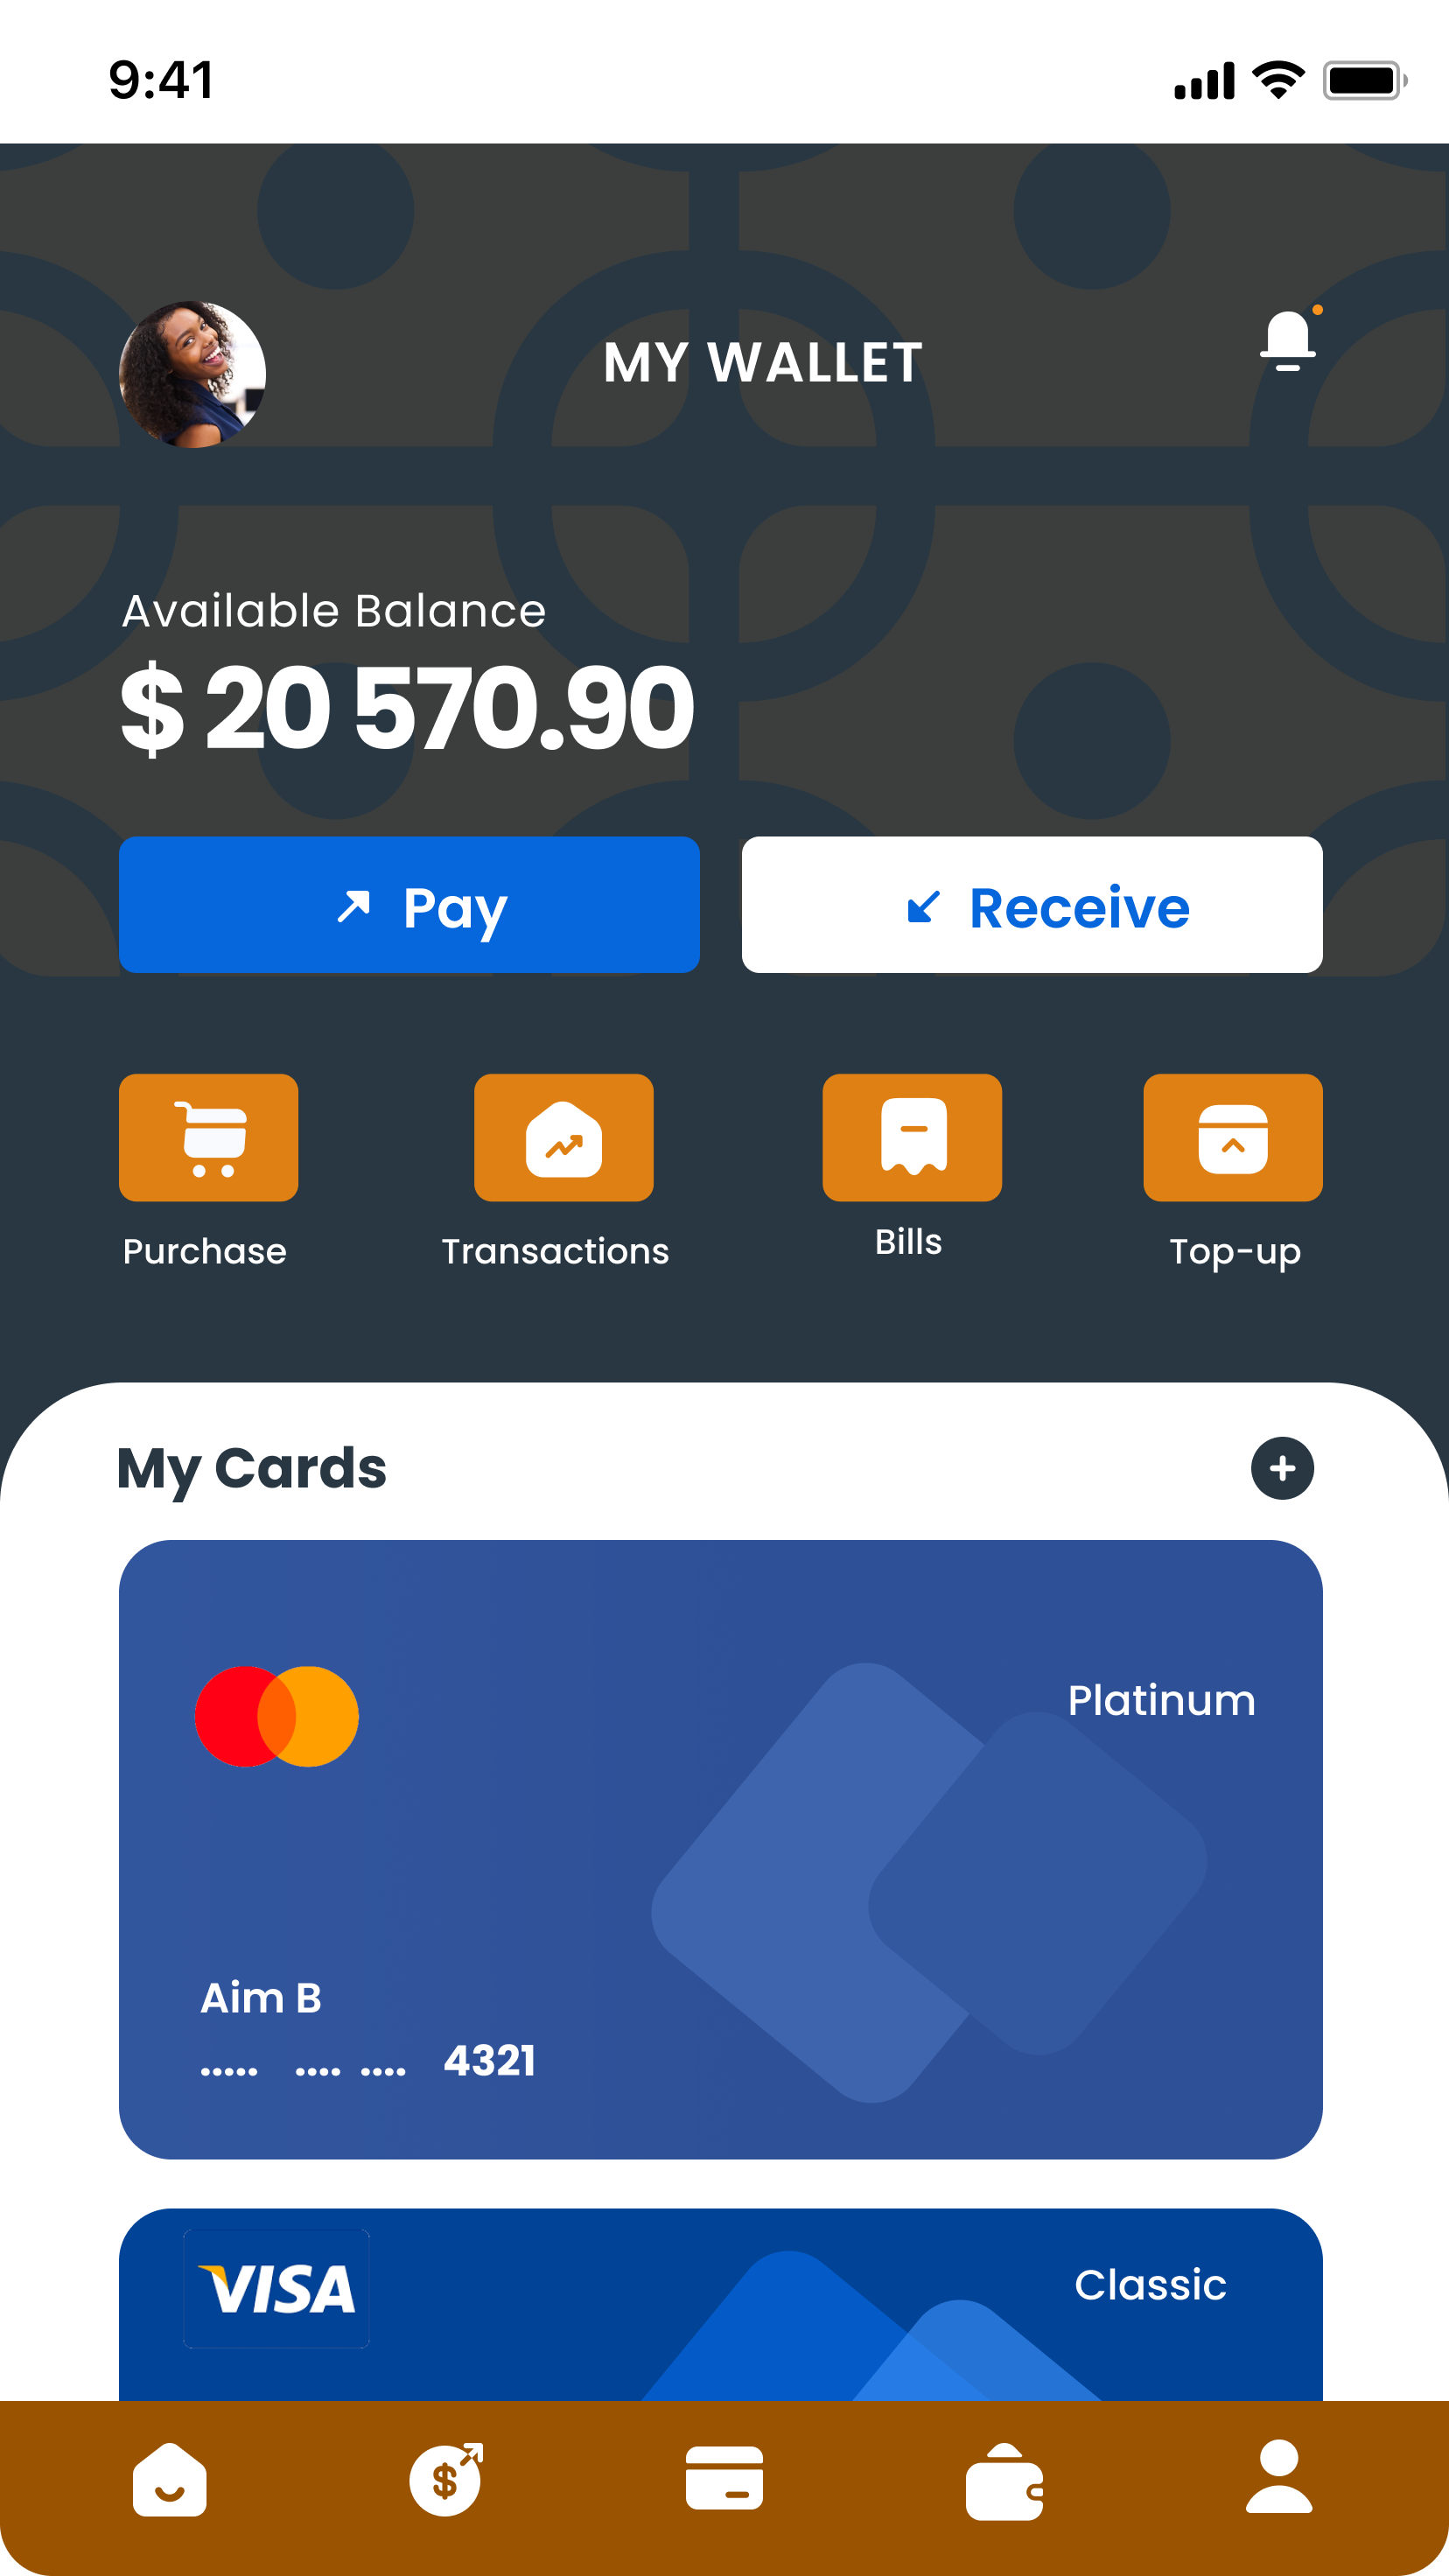 9:41
MY WALLET
Available Balance
$ 20 570.90
Pay
Receive
Purchase
Transactions
Bills
Top-up
My Cards
Platinum
Aim B
..... .... .... 4321
VISA
Classic
$